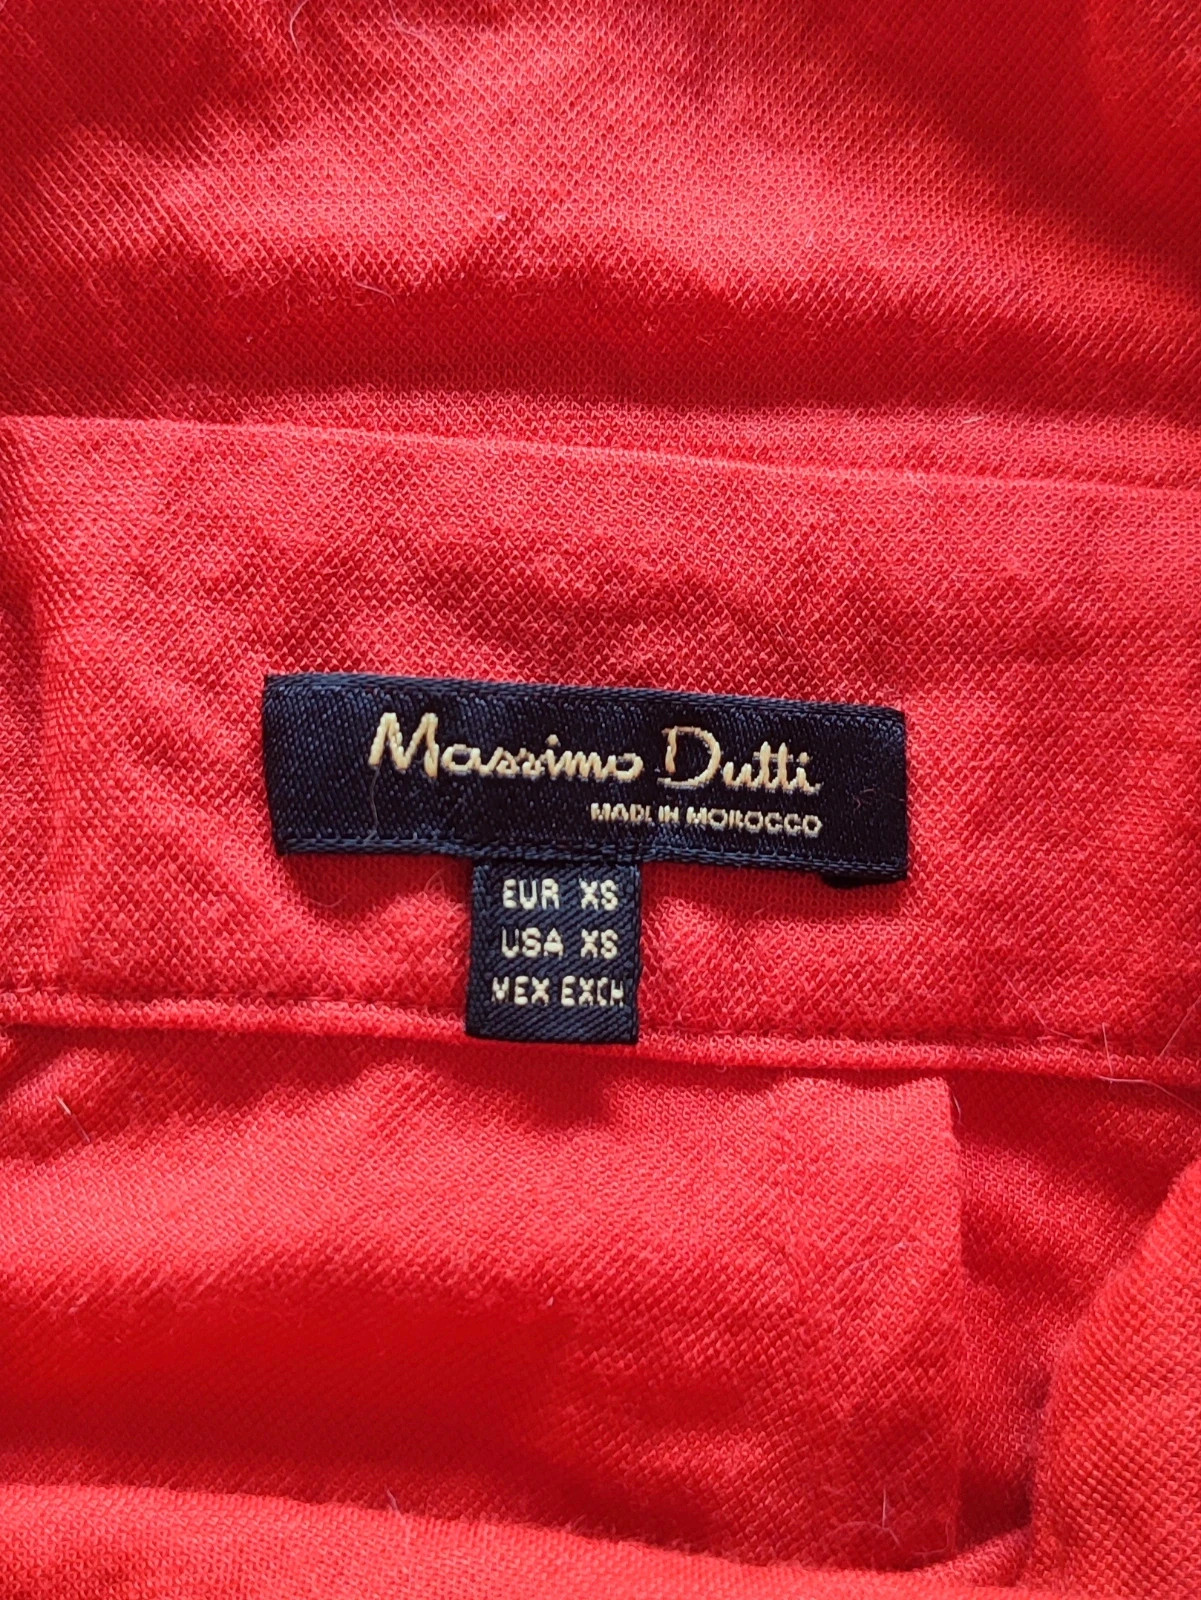 Massimo Dutti
MADE IN MOROCCO
EUR XS
USA XS
MEX EXCH